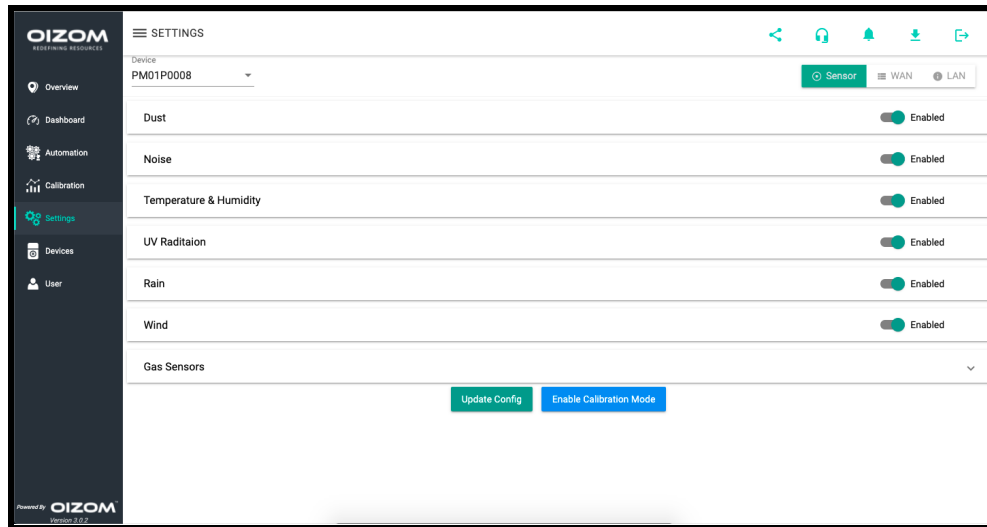 OIZOM
REDEFINING RESOURCES
SETTINGS
Device
PM01P0008
Sensor
WAN
LAN
Overview
Dashboard
Automation
Calibration
Settings
Devices
User
Dust
Enabled
Noise
Enabled
Temperature & Humidity
Enabled
UV Raditaion
Enabled
Rain
Enabled
Wind
Enabled
Gas Sensors
Update Config
Enable Calibration Mode
Powered By OIZOM™
Version 3.0.2